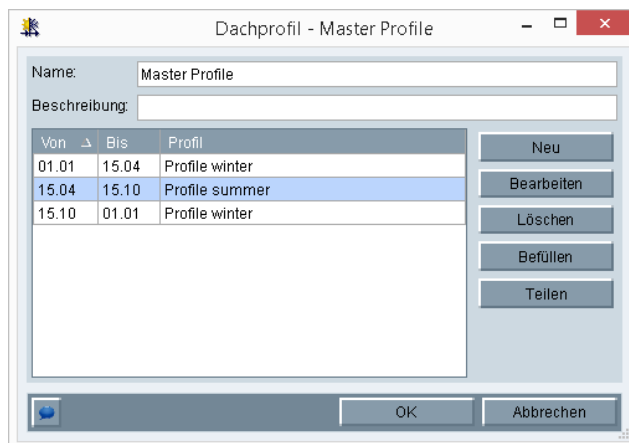 Dachprofil - Master Profile
Name: Master Profile
Beschreibung:
Von Bis Profil
01.01 15.04 Profile winter
15.04 15.10 Profile summer
15.10 01.01 Profile winter
Neu
Bearbeiten
Löschen
Befüllen
Teilen
OK Abbrechen